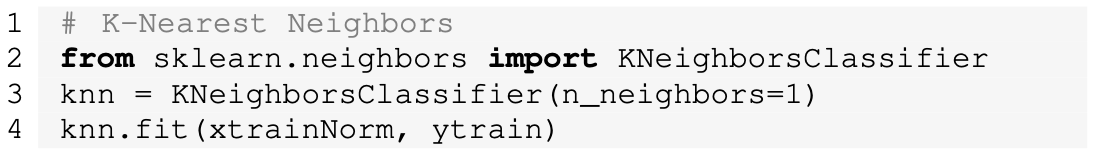 1 # K-Nearest Neighbors
2 from sklearn.neighbors import KNeighborsClassifier
3 knn = KNeighborsClassifier(n_neighbors=1)
4 knn.fit(xtrainNorm, ytrain)